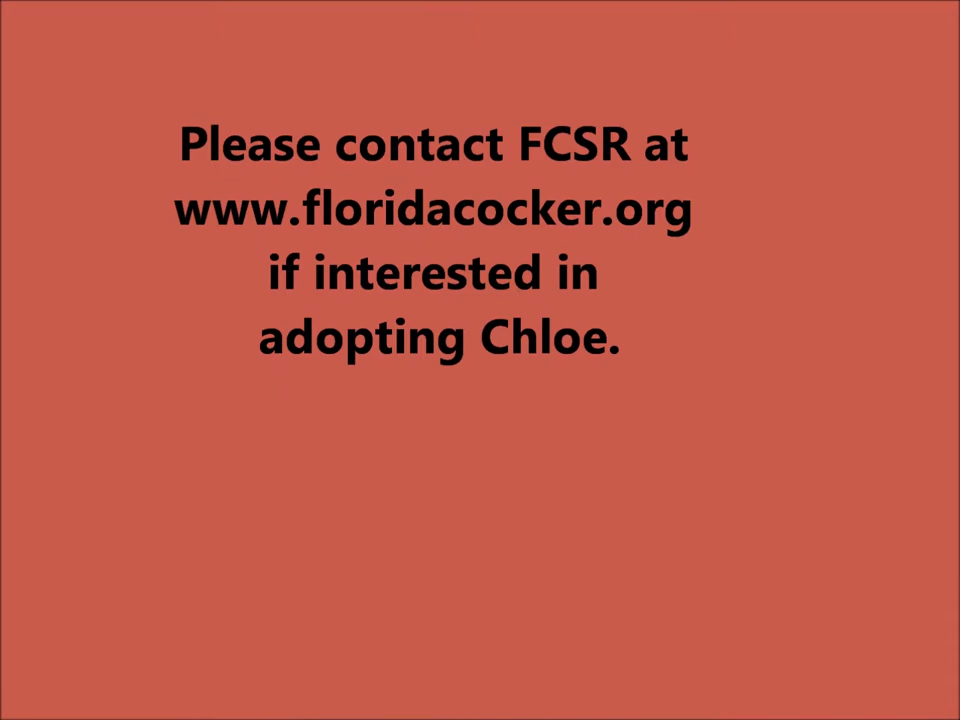 Please contact FCSR at
www.floridacocker.org
if interested in
adopting Chloe.